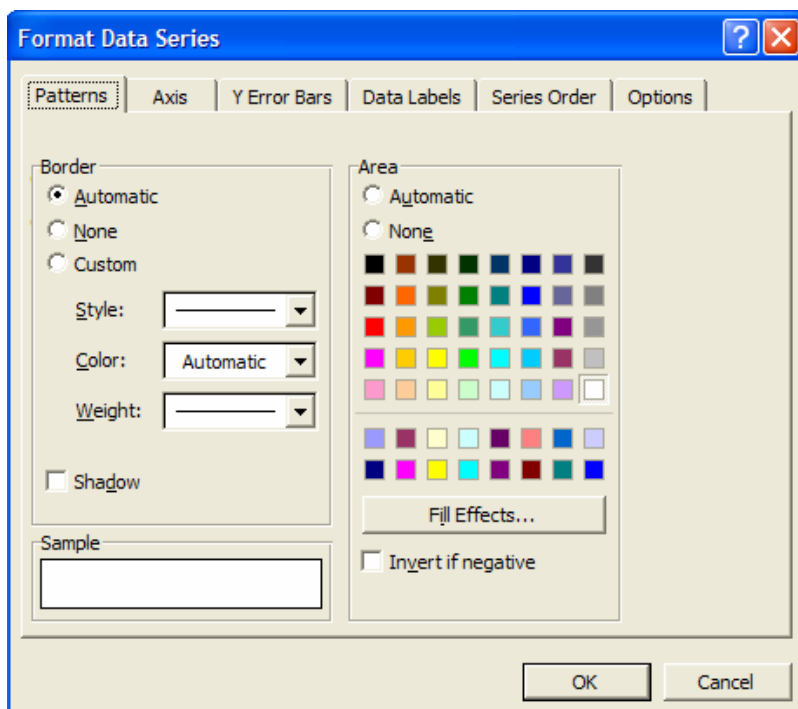 Format Data Series
?
Patterns Axis Y Error Bars Data Labels Series Order Options
Border
Automatic
None
Custom
Style:
Color: Automatic
Weight:
Shadow
Sample
Area
Automatic
None
Fill Effects...
Invert if negative
OK Cancel